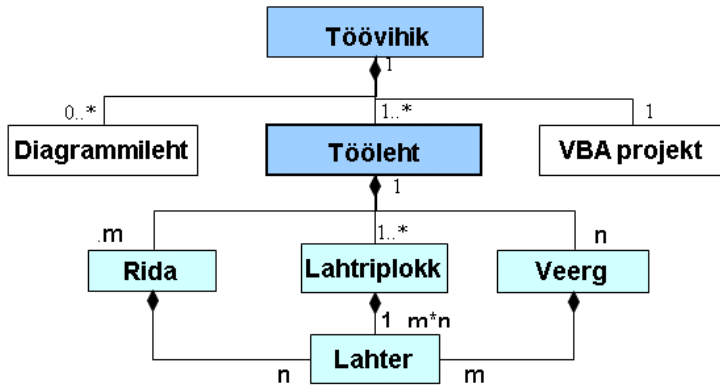 Töövihik
1
0..*
1..*
1
Diagrammileht
Tööleht
VBA projekt
1
.m
1..*
n
Rida
Lahtriplokk
Veerg
1 m*n
Lahter
n
m